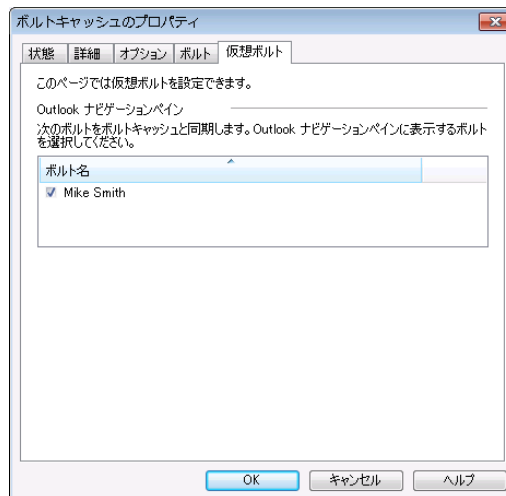 ボルトキャッシュのプロパティ
状態 詳細 オプション ボルト 仮想ボルト
このページでは仮想ボルトを設定できます。
Outlook ナビゲーションペイン
次のボルトをボルトキャッシュと同期します。Outlook ナビゲーションペインに表示するボルト
を選択してください。
ボルト名
Mike Smith
OK キャンセル ヘルプ